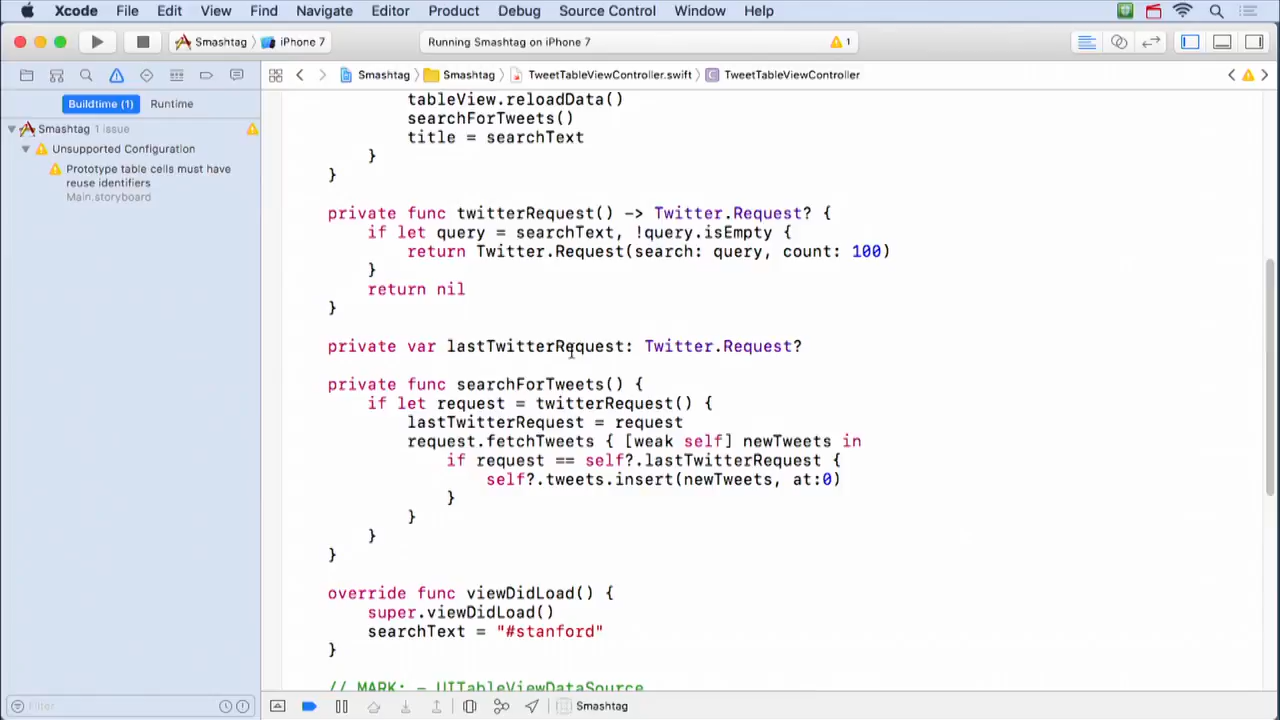 Xcode File Edit View Find Navigate Editor Product Debug Source Control Window Help
Smashtag iPhone 7 Running Smashtag on iPhone 7 1
Smashtag Smashtag TweetTableViewController.swift TweetTableViewController
Buildtime (1) Runtime
Smashtag 1 issue
Unsupported Configuration
Prototype table cells must have
reuse identifiers
Main.storyboard
tableView.reloadData()
searchForTweets()
title = searchText
}
}
private func twitterRequest() -> Twitter.Request? {
if let query = searchText, !query.isEmpty {
return Twitter.Request(search: query, count: 100)
}
return nil
}
private var lastTwitterRequest: Twitter.Request?
private func searchForTweets() {
if let request = twitterRequest() {
lastTwitterRequest = request
request.fetchTweets { [weak self] newTweets in
if request == self?.lastTwitterRequest {
self?.tweets.insert(newTweets, at:0)
}
}
}
}
override func viewDidLoad() {
super.viewDidLoad()
searchText = "#stanford"
}
// MARK: - UITableViewDataSource
Filter
Smashtag